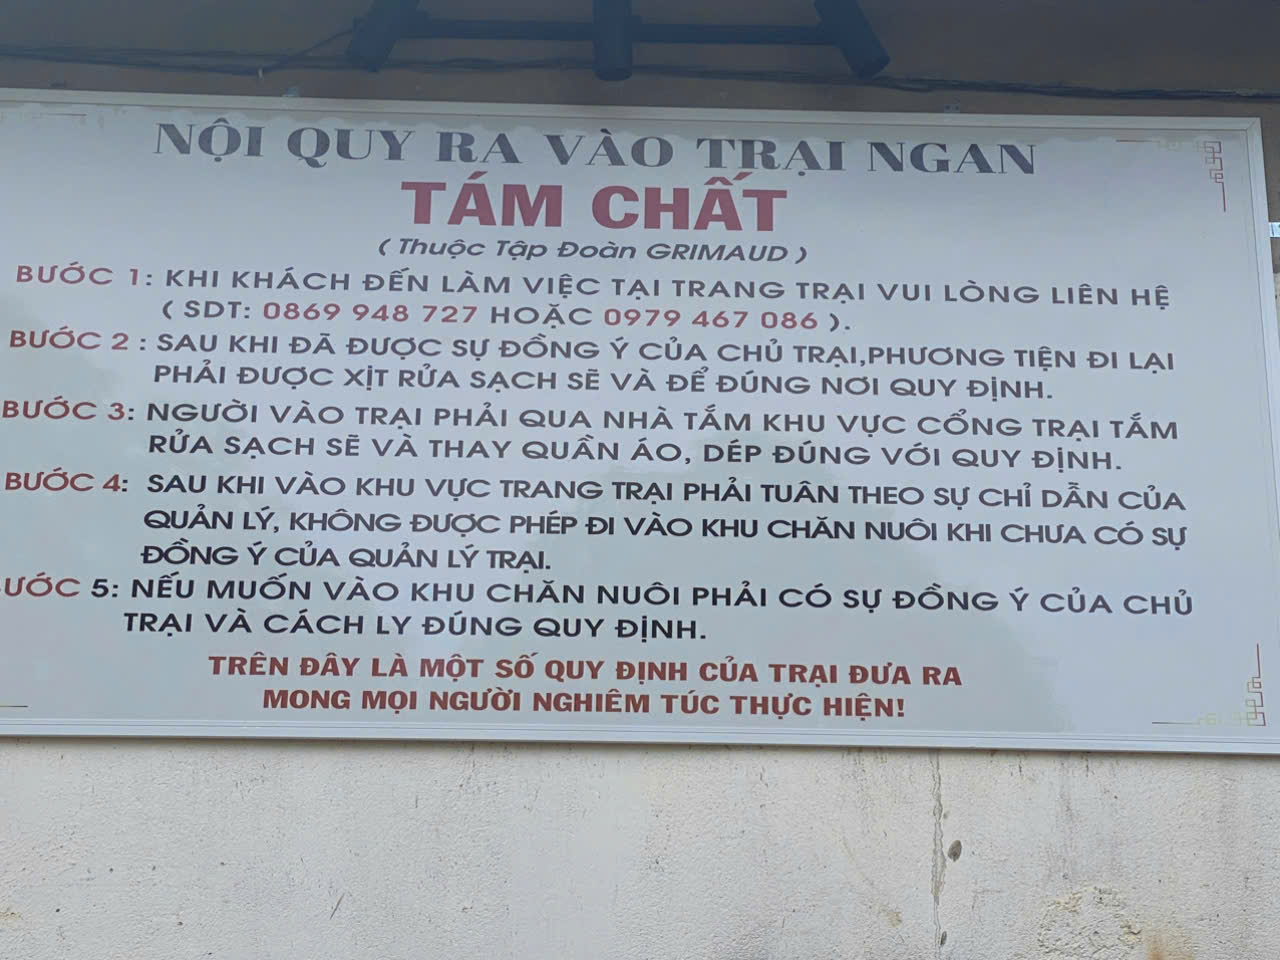 NỘI QUY RA VÀO TRẠI NGAN
TÁM CHẤT
( Thuộc Tập Đoàn GRIMAUD )
BƯỚC 1: KHI KHÁCH ĐẾN LÀM VIỆC TẠI TRANG TRẠI VUI LÒNG LIÊN HỆ
( SDT: 0869 948 727 HOẶC 0979 467 086 ).
BƯỚC 2 : SAU KHI ĐÃ ĐƯỢC SỰ ĐỒNG Ý CỦA CHỦ TRẠI,PHƯƠNG TIỆN ĐI LẠI
PHẢI ĐƯỢC XỊT RỬA SẠCH SẼ VÀ ĐỂ ĐÚNG NƠI QUY ĐỊNH.
BƯỚC 3: NGƯỜI VÀO TRẠI PHẢI QUA NHÀ TẮM KHU VỰC CỔNG TRẠI TẮM
RỬA SẠCH SẼ VÀ THAY QUẦN ÁO, DÉP ĐÚNG VỚI QUY ĐỊNH.
BƯỚC 4: SAU KHI VÀO KHU VỰC TRANG TRẠI PHẢI TUÂN THEO SỰ CHỈ DẪN CỦA
QUẢN LÝ, KHÔNG ĐƯỢC PHÉP ĐI VÀO KHU CHĂN NUÔI KHI CHƯA CÓ SỰ
ĐỒNG Ý CỦA QUẢN LÝ TRẠI.
BƯỚC 5: NẾU MUỐN VÀO KHU CHĂN NUÔI PHẢI CÓ SỰ ĐỒNG Ý CỦA CHỦ
TRẠI VÀ CÁCH LY ĐÚNG QUY ĐỊNH.
TRÊN ĐÂY LÀ MỘT SỐ QUY ĐỊNH CỦA TRẠI ĐƯA RA
MONG MỌI NGƯỜI NGHIÊM TÚC THỰC HIỆN!